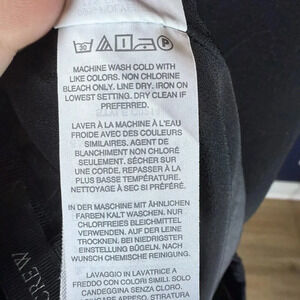 30
P
MACHINE WASH COLD WITH
LIKE COLORS. NON CHLORINE
BLEACH ONLY. LINE DRY. IRON ON
LOWEST SETTING. DRY CLEAN IF
PREFERRED.
LAVER À LA MACHINE À L'EAU
FROIDE AVEC DES COULEURS
SIMILAIRES. AGENT DE
BLANCHIMENT NON CHLORÉ
SEULEMENT. SÉCHER SUR
UNE CORDE. REPASSER À LA
PLUS BASSE TEMPÉRATURE.
NETTOYAGE À SEC SI PRÉFÉRÉ.
IN DER MASCHINE MIT ÄHNLICHEN
FARBEN KALT WASCHEN. NUR
CHLORFREIES BLEICHMITTEL
VERWENDEN. AUF DER LEINE
TROCKNEN. BEI NIEDRIGSTER
EINSTELLUNG BÜGELN. NACH
WUNSCH CHEMISCHE REINIGUNG.
LAVAGGIO IN LAVATRICE A
FREDDO CON COLORI SIMILI. SOLO
CANDEGGINA SENZA CLORO.
CREW